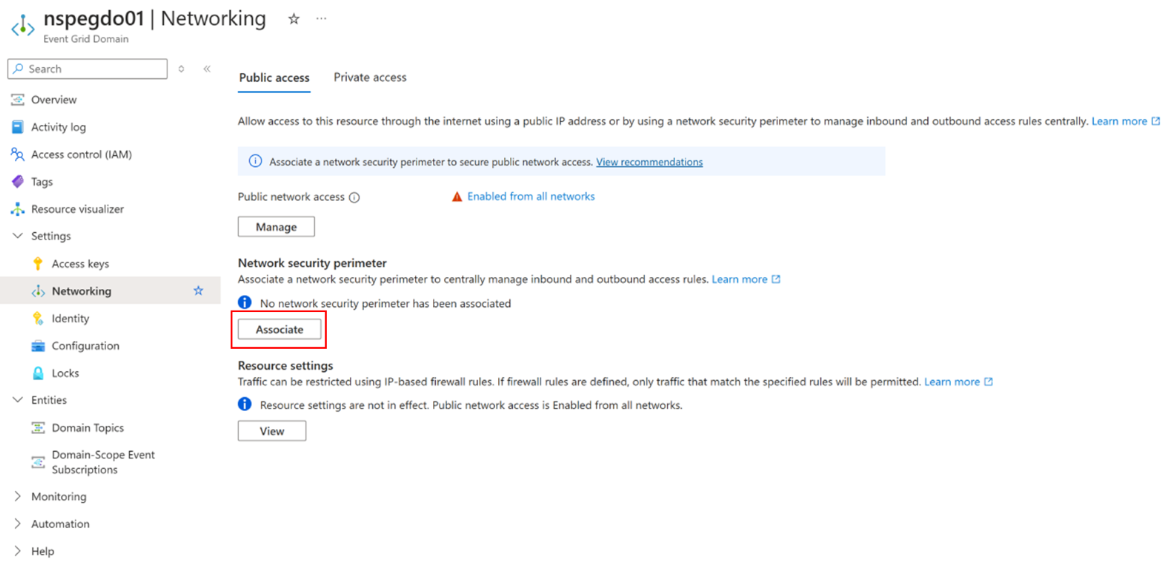 nspegdo01 | Networking
Event Grid Domain
Search
Overview
Activity log
Access control (IAM)
Tags
Resource visualizer
Settings
Access keys
Networking
Identity
Configuration
Locks
Entities
Domain Topics
Domain-Scope Event
Subscriptions
Monitoring
Automation
Help
Public access Private access
Allow access to this resource through the internet using a public IP address or by using a network security perimeter to manage inbound and outbound access rules centrally. Learn more
Associate a network security perimeter to secure public network access. View recommendations
Public network access Enabled from all networks
Manage
Network security perimeter
Associate a network security perimeter to centrally manage inbound and outbound access rules. Learn more
No network security perimeter has been associated
Associate
Resource settings
Traffic can be restricted using IP-based firewall rules. If firewall rules are defined, only traffic that match the specified rules will be permitted. Learn more
Resource settings are not in effect. Public network access is Enabled from all networks.
View